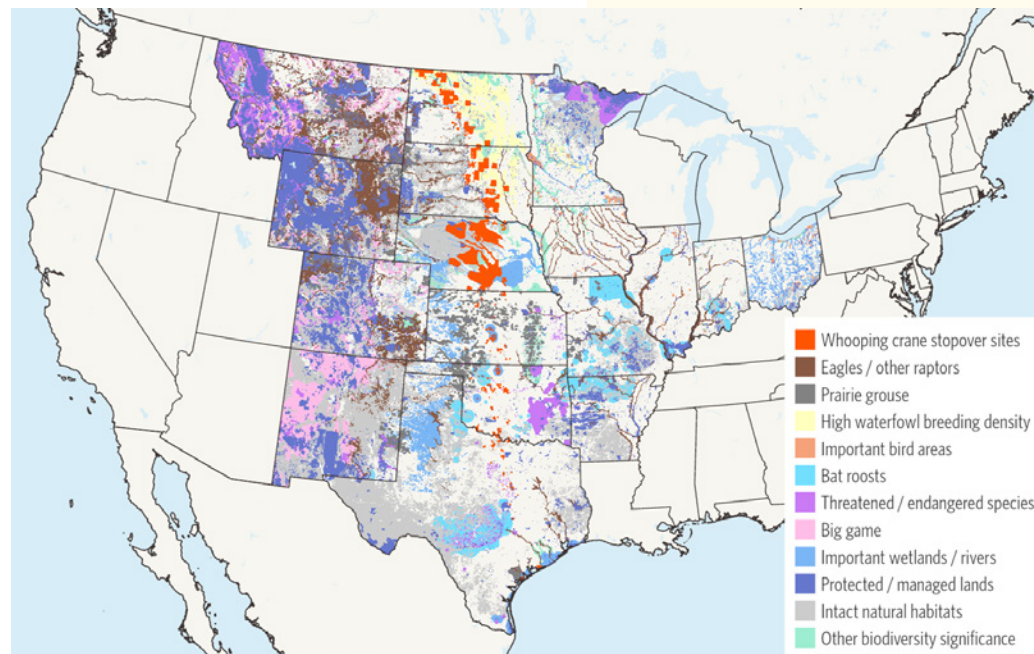 Whooping crane stopover sites
Eagles / other raptors
Prairie grouse
High waterfowl breeding density
Important bird areas
Bat roosts
Threatened / endangered species
Big game
Important wetlands / rivers
Protected / managed lands
Intact natural habitats
Other biodiversity significance